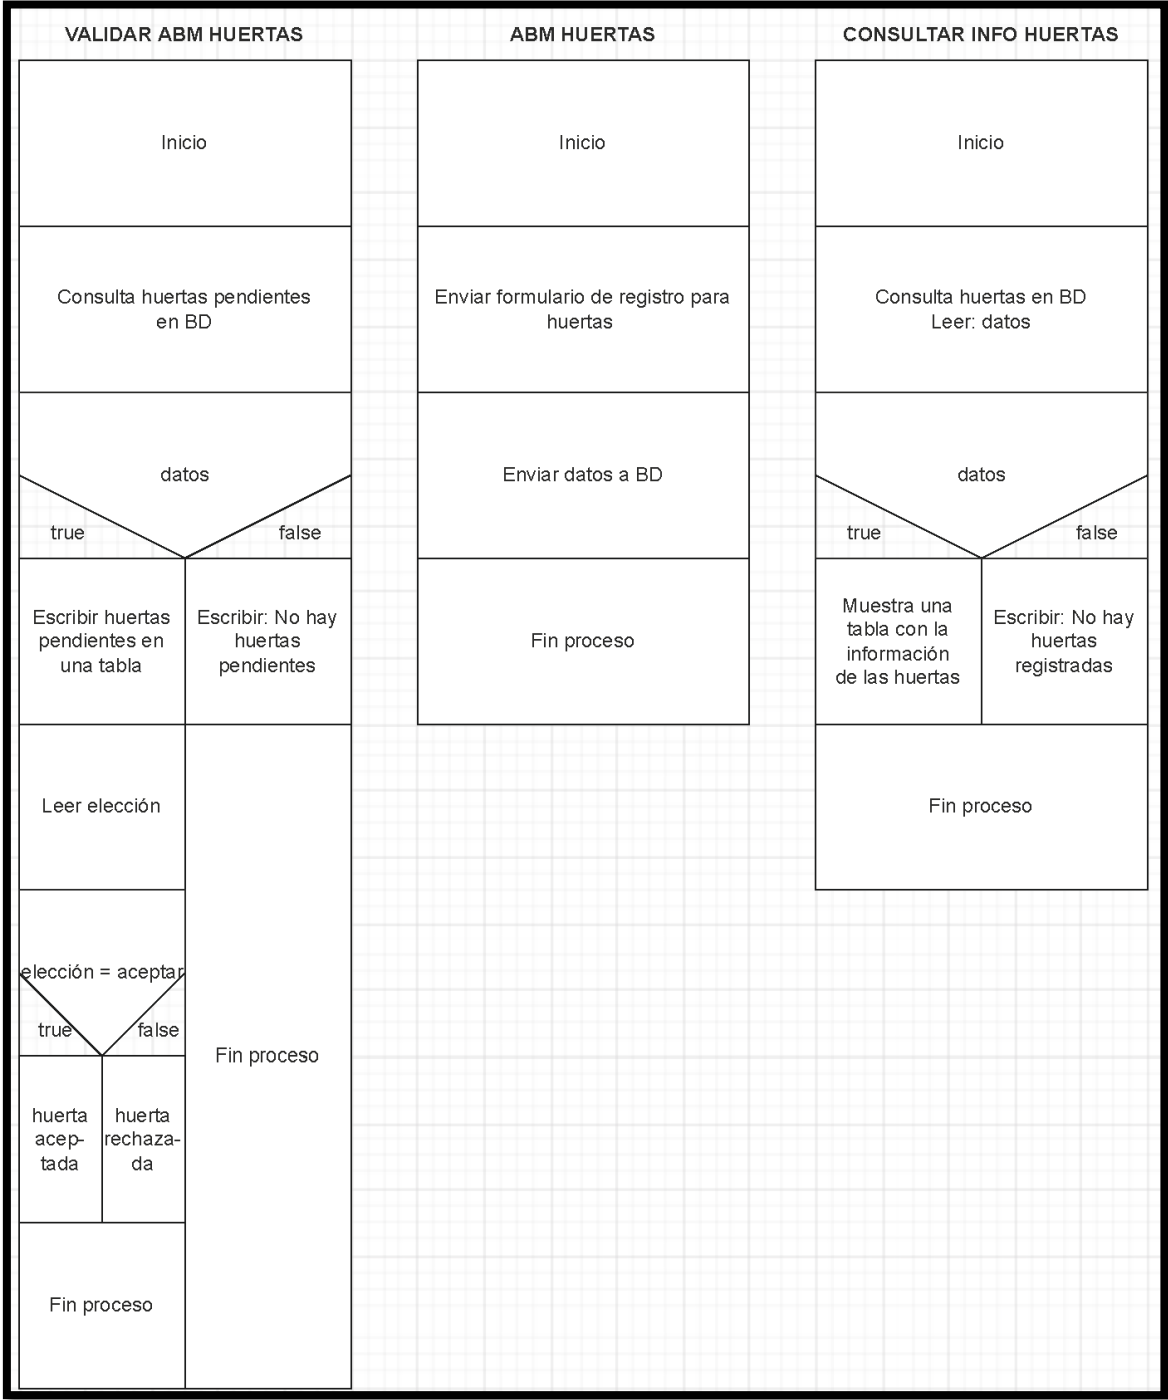 VALIDAR ABM HUERTAS
Inicio
Consulta huertas pendientes
en BD
datos
true
false
Escribir huertas
pendientes en
una tabla
Escribir: No hay
huertas
pendientes
Leer elección
elección = aceptar
true
false
huerta
acep-
tada
huerta
rechaza-
da
Fin proceso
Fin proceso
ABM HUERTAS
Inicio
Enviar formulario de registro para
huertas
Enviar datos a BD
Fin proceso
CONSULTAR INFO HUERTAS
Inicio
Consulta huertas en BD
Leer: datos
datos
true
false
Muestra una
tabla con la
información
de las huertas
Escribir: No hay
huertas
registradas
Fin proceso